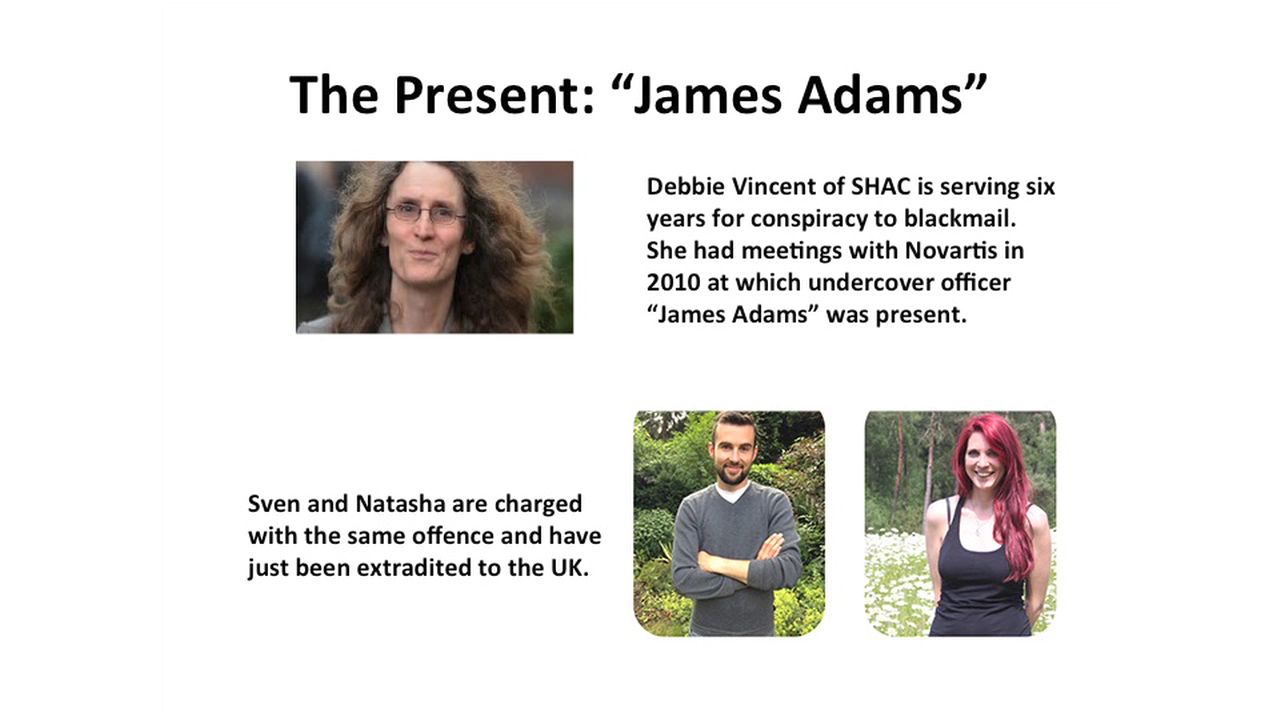 The Present: “James Adams”
Debbie Vincent of SHAC is serving six
years for conspiracy to blackmail.
She had meetings with Novartis in
2010 at which undercover officer
“James Adams” was present.
Sven and Natasha are charged
with the same offence and have
just been extradited to the UK.